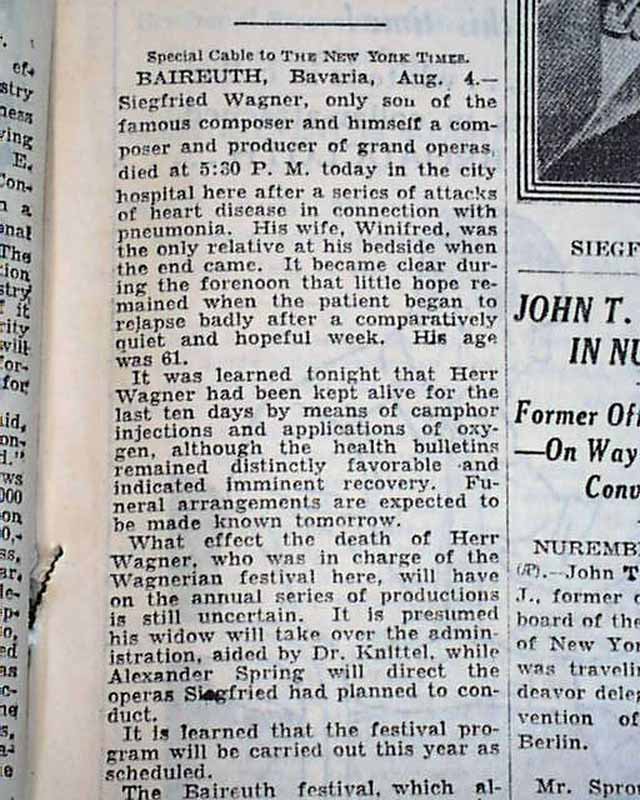 Special Cable to THE NEW YORK TIMES.
BAIREUTH, Bavaria, Aug. 4.—
Siegfried Wagner, only son of the
famous composer and himself a com-
poser and producer of grand operas,
died at 5:30 P. M. today in the city
hospital here after a series of attacks
of heart disease in connection with
pneumonia. His wife, Winifred, was
the only relative at his bedside when
the end came. It became clear dur-
ing the forenoon that little hope re-
mained when the patient began to
relapse badly after a comparatively
quiet and hopeful week. His age
was 61.
It was learned tonight that Herr
Wagner had been kept alive for the
last ten days by means of camphor
injections and applications of oxy-
gen, although the health bulletins
remained distinctly favorable and
indicated imminent recovery. Fu-
neral arrangements are expected to
be made known tomorrow.
What effect the death of Herr
Wagner, who was in charge of the
Wagnerian festival here, will have
on the annual series of productions
is still uncertain. It is presumed
his widow will take over the admin-
istration, aided by Dr. Knittel, while
Alexander Spring will direct the
operas Siegfried had planned to con-
duct.
It is learned that the festival pro-
gram will be carried out this year as
scheduled.
The Baireuth festival, which al-
SIEGF
JOHN T.
IN NU
Former Off
—On Way
Conv
NUREMBE
(AP).—John T
J., former
board of the
of New Yor
was travelin
deavor deleg
vention of
Berlin.
Mr. Spro